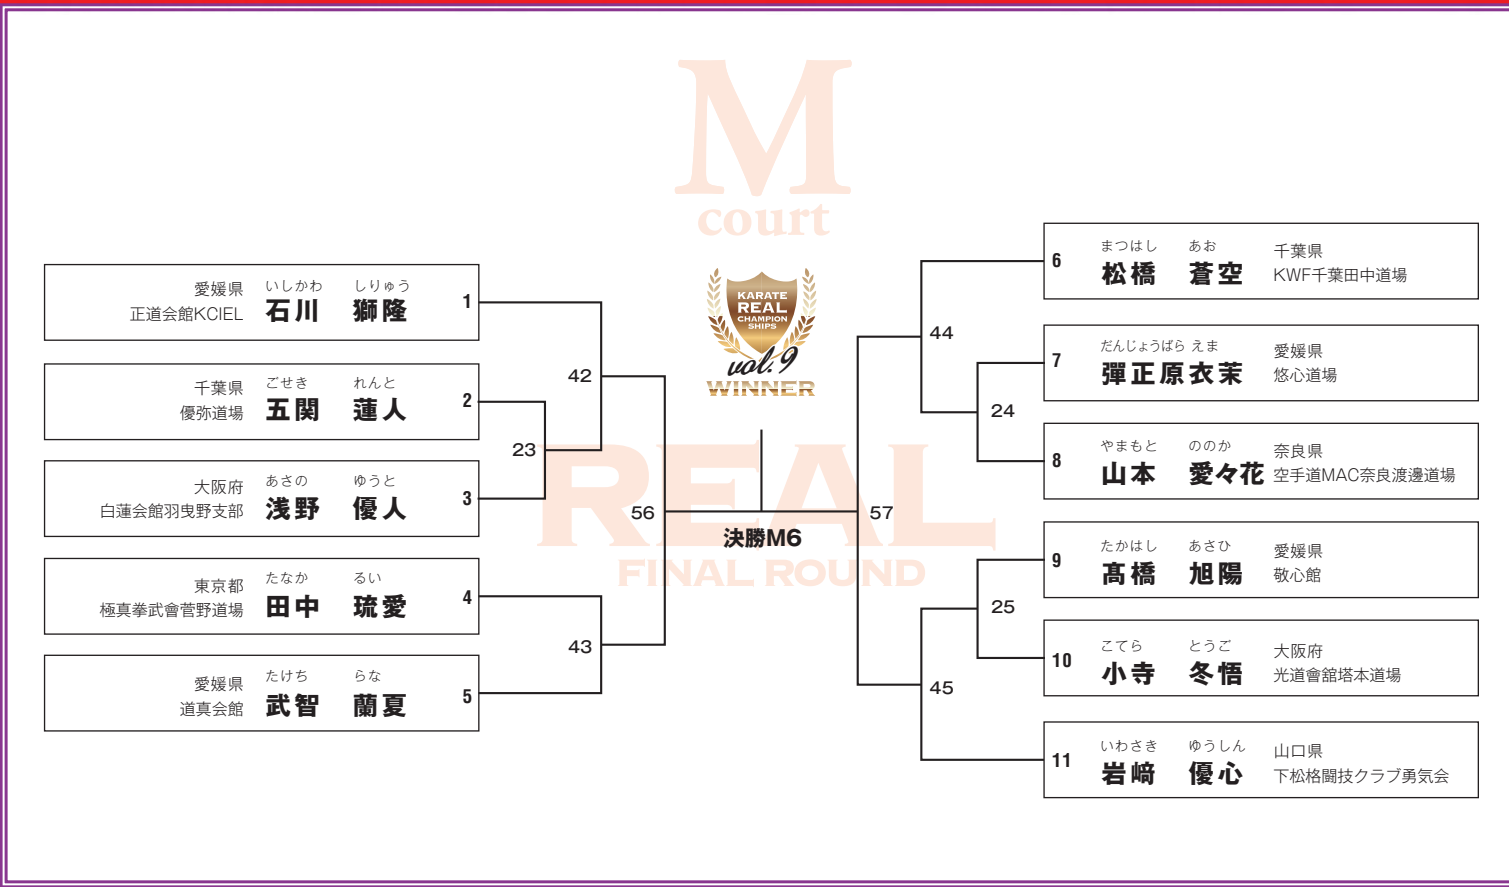 M
court
KARATE
REAL
CHAMPION
SHIPS
vol.9
WINNER
REAL
FINAL ROUND
決勝M6
愛媛県
正道会館KCIEL
いしかわ しりゅう
石川 獅隆
1
千葉県
優弥道場
ごせき れんと
五関 蓮人
2
大阪府
白蓮会館羽曳野支部
あさの ゆうと
浅野 優人
3
東京都
極真拳武會菅野道場
たなか るい
田中 琉愛
4
愛媛県
道真会館
たけち らな
武智 蘭夏
5
23
42
43
56
57
44
24
25
45
6
まつはし あお
松橋 蒼空
千葉県
KWF千葉田中道場
7
だんじょうばら えま
彈正原衣茉
愛媛県
悠心道場
8
やまもと ののか
山本 愛々花
奈良県
空手道MAC奈良渡邊道場
9
たかはし あさひ
髙橋 旭陽
愛媛県
敬心館
10
こてら とうご
小寺 冬悟
大阪府
光道會舘塔本道場
11
いわさき ゆうしん
岩﨑 優心
山口県
下松格闘技クラブ勇気会